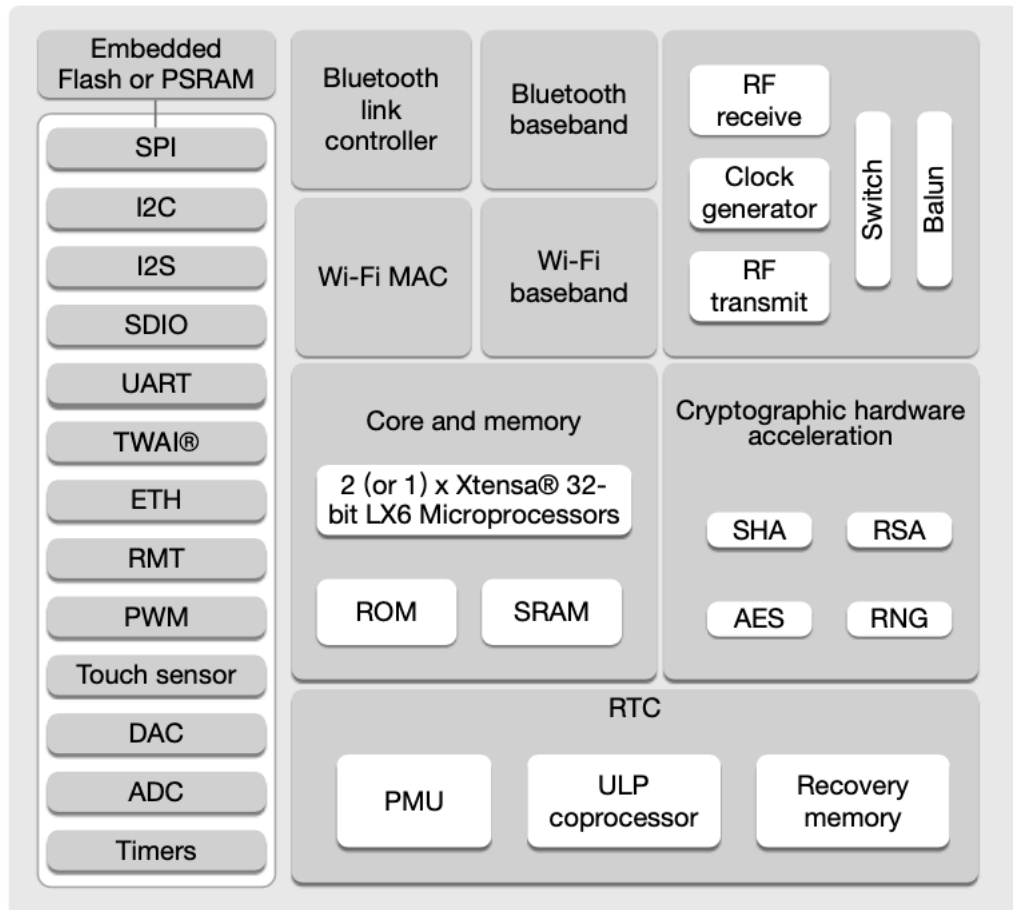 Embedded
Flash or PSRAM
SPI
I2C
I2S
SDIO
UART
TWAI®
ETH
RMT
PWM
Touch sensor
DAC
ADC
Timers
Bluetooth
link
controller
Bluetooth
baseband
Wi-Fi MAC
Wi-Fi
baseband
RF
receive
Clock
generator
RF
transmit
Switch
Balun
Core and memory
2 (or 1) x Xtensa® 32-
bit LX6 Microprocessors
ROM
SRAM
Cryptographic hardware
acceleration
SHA
RSA
AES
RNG
RTC
PMU
ULP
coprocessor
Recovery
memory